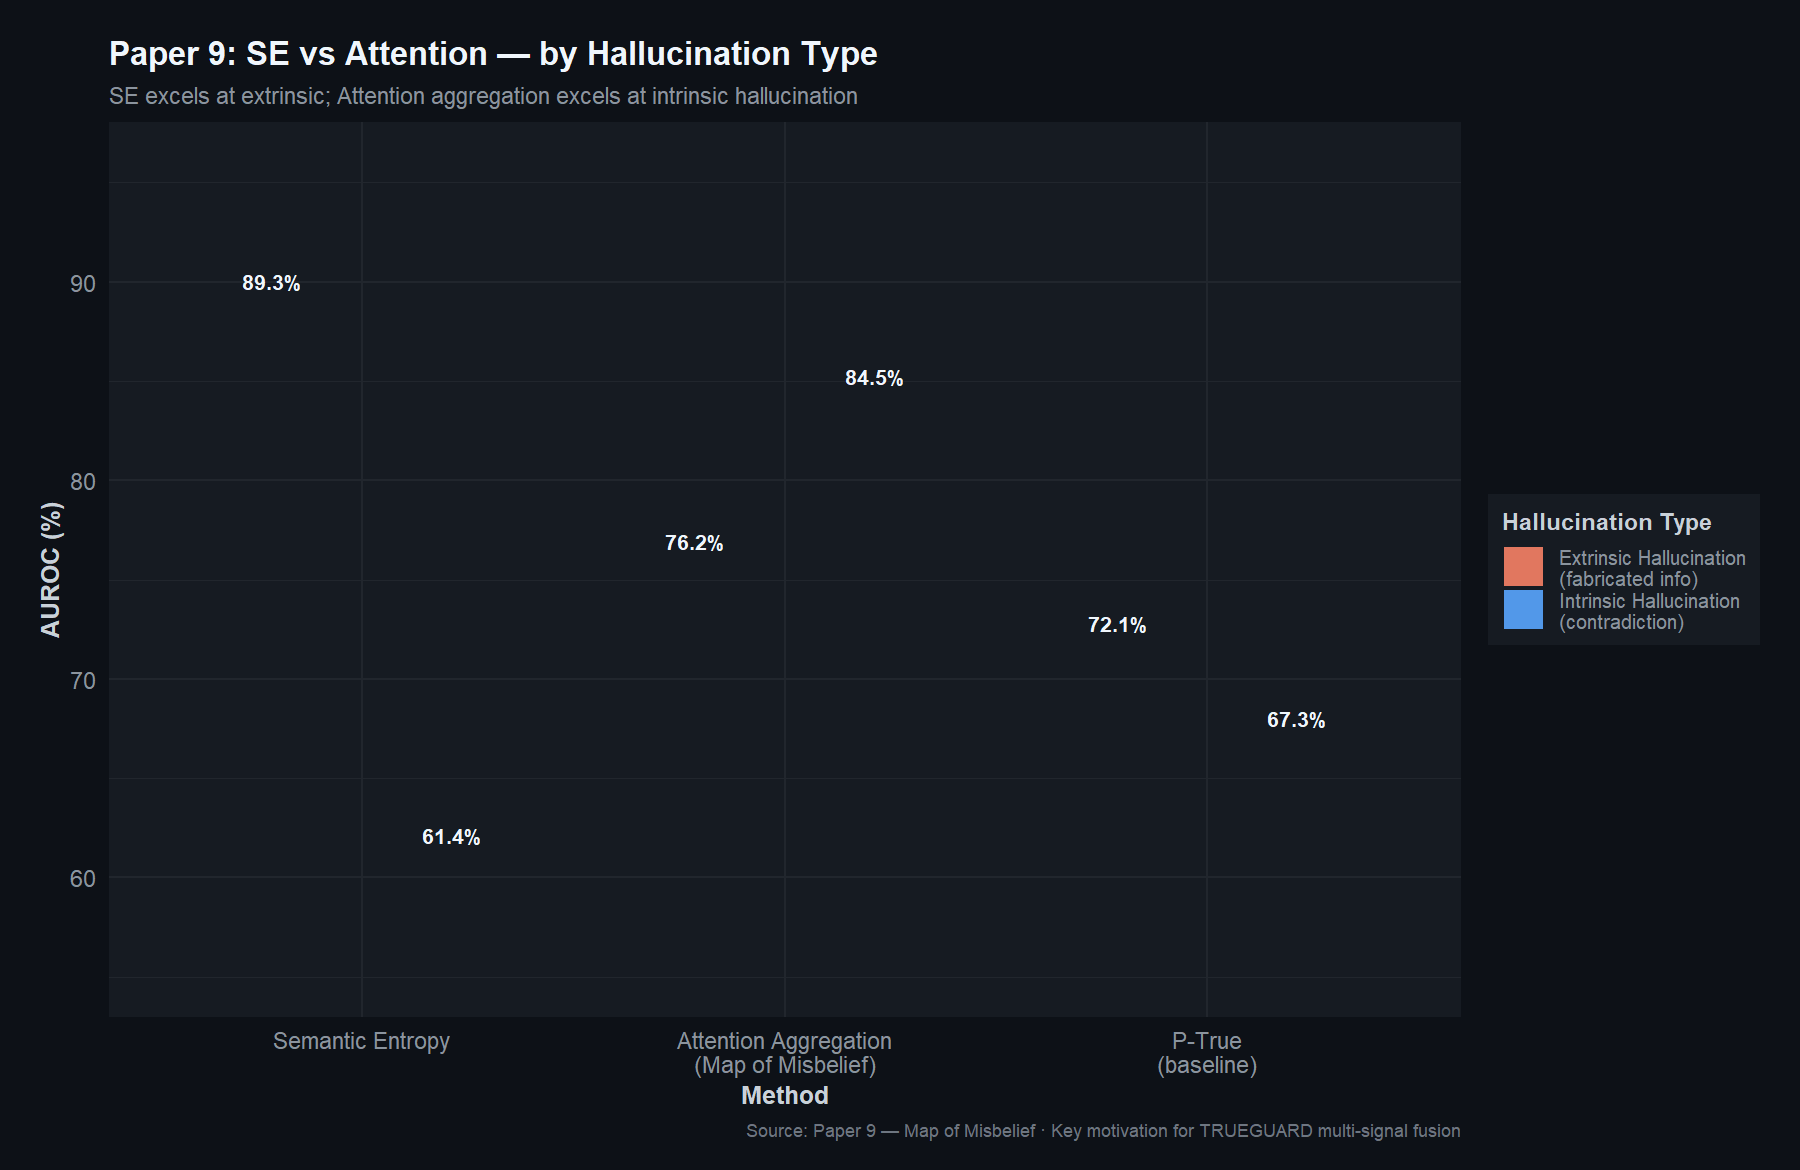 Paper 9: SE vs Attention — by Hallucination Type
SE excels at extrinsic; Attention aggregation excels at intrinsic hallucination
AUROC (%)
90
80
70
60
89.3%
61.4%
76.2%
84.5%
72.1%
67.3%
Semantic Entropy
Attention Aggregation
(Map of Misbelief)
P-True
(baseline)
Method
Hallucination Type
Extrinsic Hallucination
(fabricated info)
Intrinsic Hallucination
(contradiction)
Source: Paper 9 — Map of Misbelief · Key motivation for TRUEGUARD multi-signal fusion